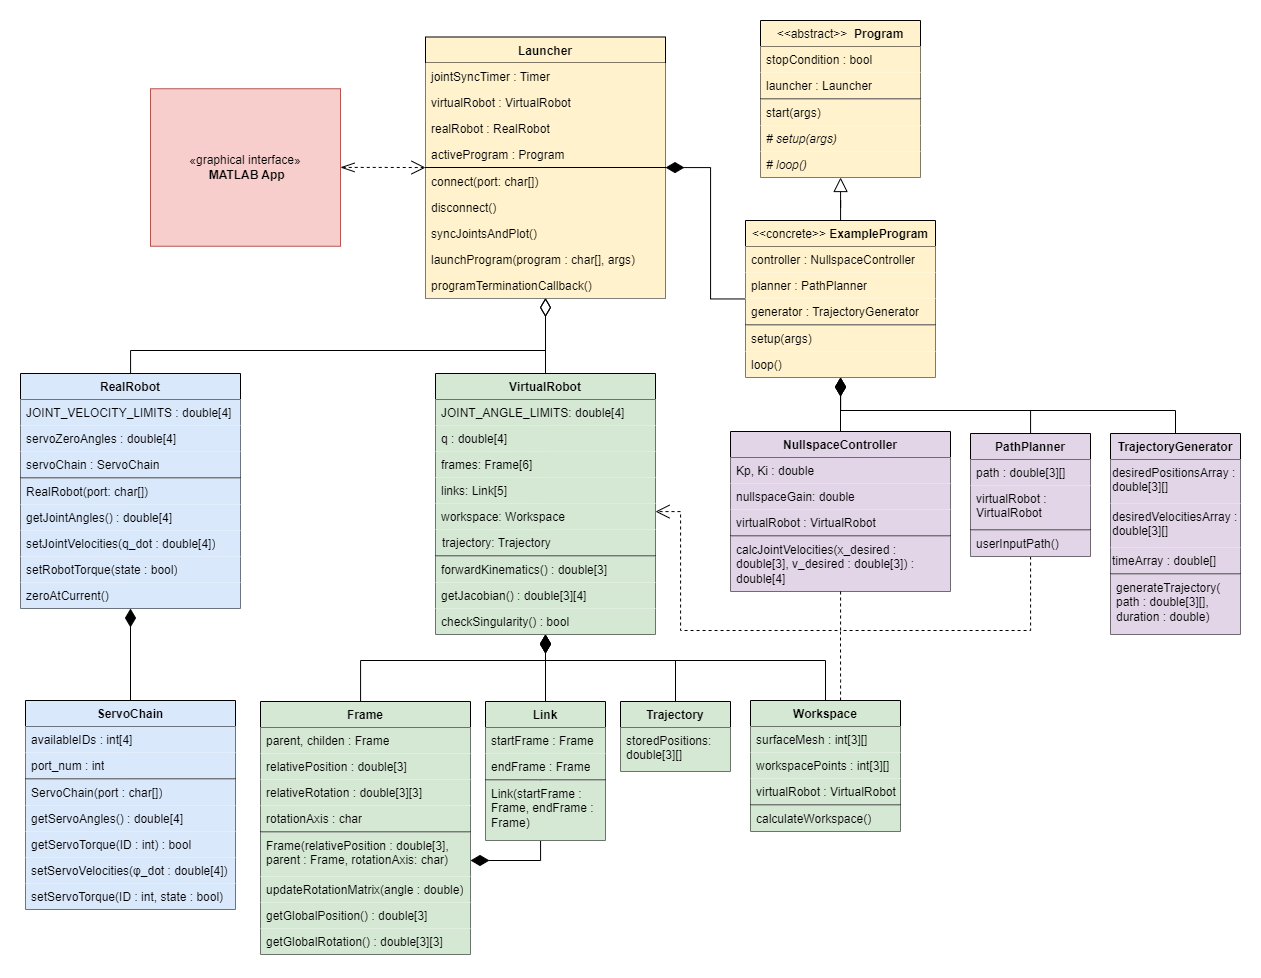 <<abstract>> Program
stopCondition : bool
launcher : Launcher
start(args)
# setup(args)
# loop()
Launcher
jointSyncTimer : Timer
virtualRobot : VirtualRobot
realRobot : RealRobot
activeProgram : Program
connect(port: char[])
disconnect()
syncJointsAndPlot()
launchProgram(program : char[], args)
programTerminationCallback()
«graphical interface»
MATLAB App
<<concrete>> ExampleProgram
controller : NullspaceController
planner : PathPlanner
generator : TrajectoryGenerator
setup(args)
loop()
RealRobot
JOINT_VELOCITY_LIMITS : double[4]
servoZeroAngles : double[4]
servoChain : ServoChain
RealRobot(port: char[])
getJointAngles() : double[4]
setJointVelocities(q_dot : double[4])
setRobotTorque(state : bool)
zeroAtCurrent()
VirtualRobot
JOINT_ANGLE_LIMITS: double[4]
q : double[4]
frames: Frame[6]
links: Link[5]
workspace: Workspace
trajectory: Trajectory
forwardKinematics() : double[3]
getJacobian() : double[3][4]
checkSingularity() : bool
NullspaceController
Kp, Ki : double
nullspaceGain: double
virtualRobot : VirtualRobot
calcJointVelocities(x_desired :
double[3], v_desired : double[3]) :
double[4]
PathPlanner
path : double[3][]
virtualRobot :
VirtualRobot
userInputPath()
TrajectoryGenerator
desiredPositionsArray :
double[3][]
desiredVelocitiesArray :
double[3][]
timeArray : double[]
generateTrajectory(
path : double[3][],
duration : double)
ServoChain
availableIDs : int[4]
port_num : int
ServoChain(port : char[])
getServoAngles() : double[4]
getServoTorque(ID : int) : bool
setServoVelocities(φ_dot : double[4])
setServoTorque(ID : int, state : bool)
Frame
parent, childen : Frame
relativePosition : double[3]
relativeRotation : double[3][3]
rotationAxis : char
Frame(relativePosition : double[3],
parent : Frame, rotationAxis: char)
updateRotationMatrix(angle : double)
getGlobalPosition() : double[3]
getGlobalRotation() : double[3][3]
Link
startFrame : Frame
endFrame : Frame
Link(startFrame :
Frame, endFrame :
Frame)
Trajectory
storedPositions:
double[3][]
Workspace
surfaceMesh : int[3][]
workspacePoints : int[3][]
virtualRobot : VirtualRobot
calculateWorkspace()